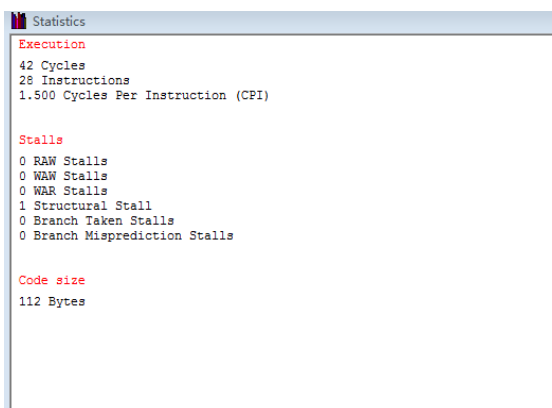 Statistics
Execution
42 Cycles
28 Instructions
1.500 Cycles Per Instruction (CPI)
Stalls
0 RAW Stalls
0 WAW Stalls
0 WAR Stalls
1 Structural Stall
0 Branch Taken Stalls
0 Branch Misprediction Stalls
Code size
112 Bytes